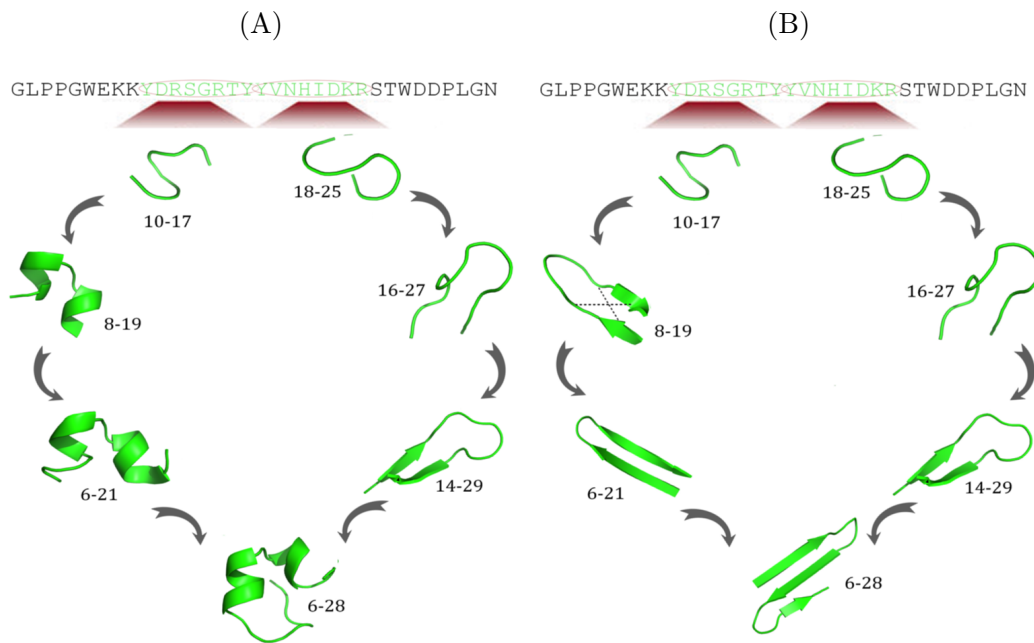 (A) (B)
GLPPGWEKKYDRSGRTYYVNHIDKRSTWDDPLGN GLPPGWEKKYDRSGRTYYVNHIDKRSTWDDPLGN
18-25 18-25
10-17 10-17
16-27 16-27
8-19 8-19
6-21 14-29 6-21 14-29
6-28 6-28